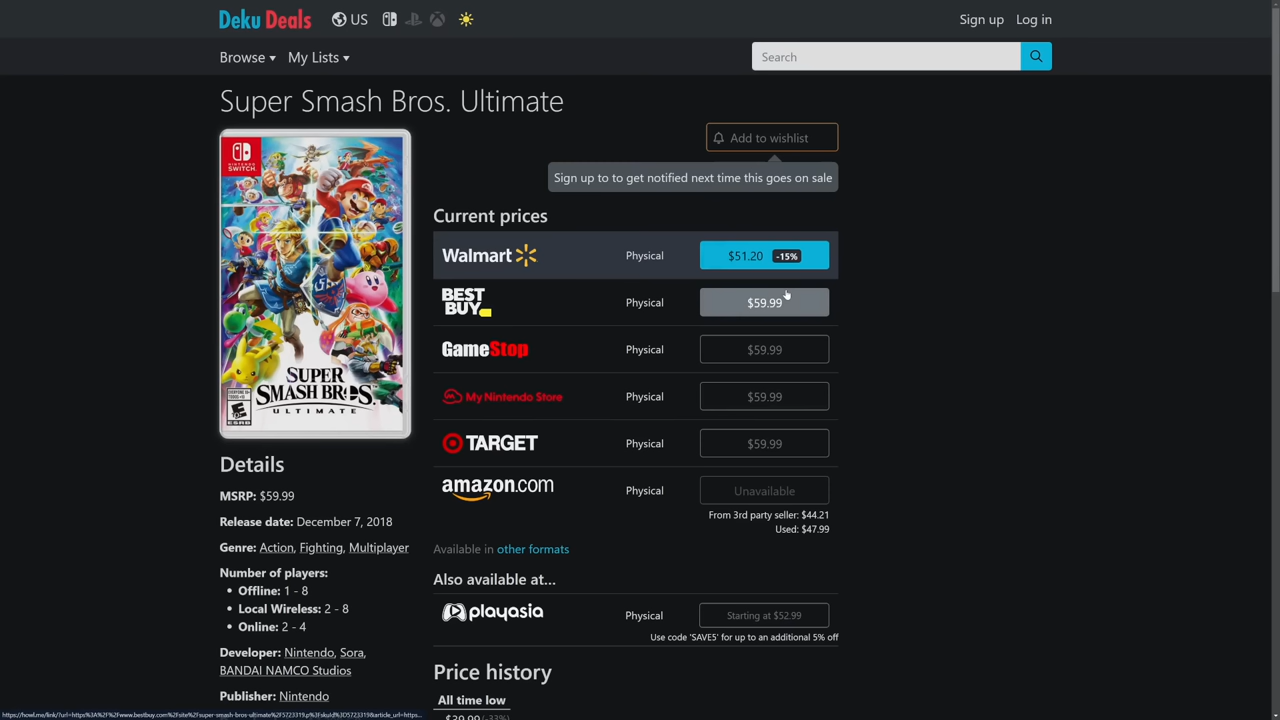 Deku Deals
US
Sign up
Log in
Browse
My Lists
Search
Super Smash Bros. Ultimate
Add to wishlist
Sign up to to get notified next time this goes on sale
Current prices
Walmart
Physical
$51.20 -15%
BEST BUY
Physical
$59.99
GameStop
Physical
$59.99
My Nintendo Store
Physical
$59.99
TARGET
Physical
$59.99
amazon.com
Physical
Unavailable
From 3rd party seller: $44.21
Used: $47.99
Available in other formats
Also available at...
playasia
Physical
Starting at $52.99
Use code 'SAVE5' for up to an additional 5% off
Price history
All time low
$39.99 (-33%)
NINTENDO
SWITCH
SUPER
SMASH BROS.
ULTIMATE
EVERYONE 10+
E
ESRB
Details
MSRP: $59.99
Release date: December 7, 2018
Genre: Action, Fighting, Multiplayer
Number of players:
• Offline: 1 - 8
• Local Wireless: 2 - 8
• Online: 2 - 4
Developer: Nintendo, Sora,
BANDAI NAMCO Studios
Publisher: Nintendo